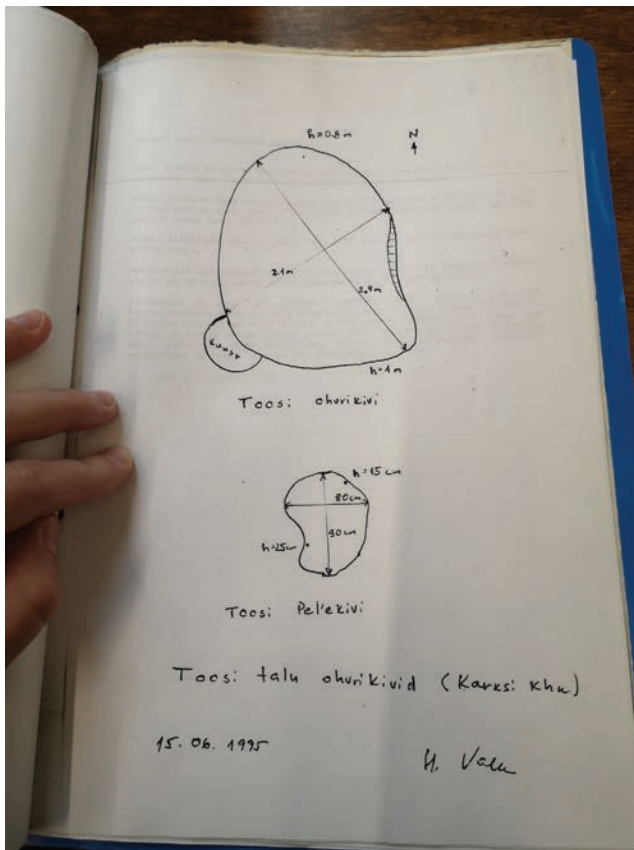 h=0.8m
N
2.1m
2.4m
kuusk
h=1m
Toosi ohvrikivi
h=15cm
80cm
90cm
h=25cm
Toosi Pel'ekivi
Toosi talu ohvrikivid (Karksi khk)
15.06.1995
H. Valk